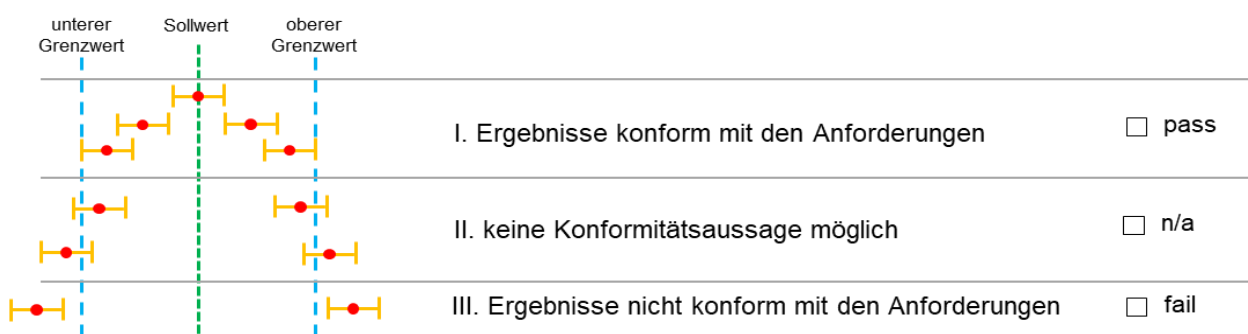 unterer
Grenzwert
Sollwert
oberer
Grenzwert
I. Ergebnisse konform mit den Anforderungen
pass
II. keine Konformitätsaussage möglich
n/a
III. Ergebnisse nicht konform mit den Anforderungen
fail